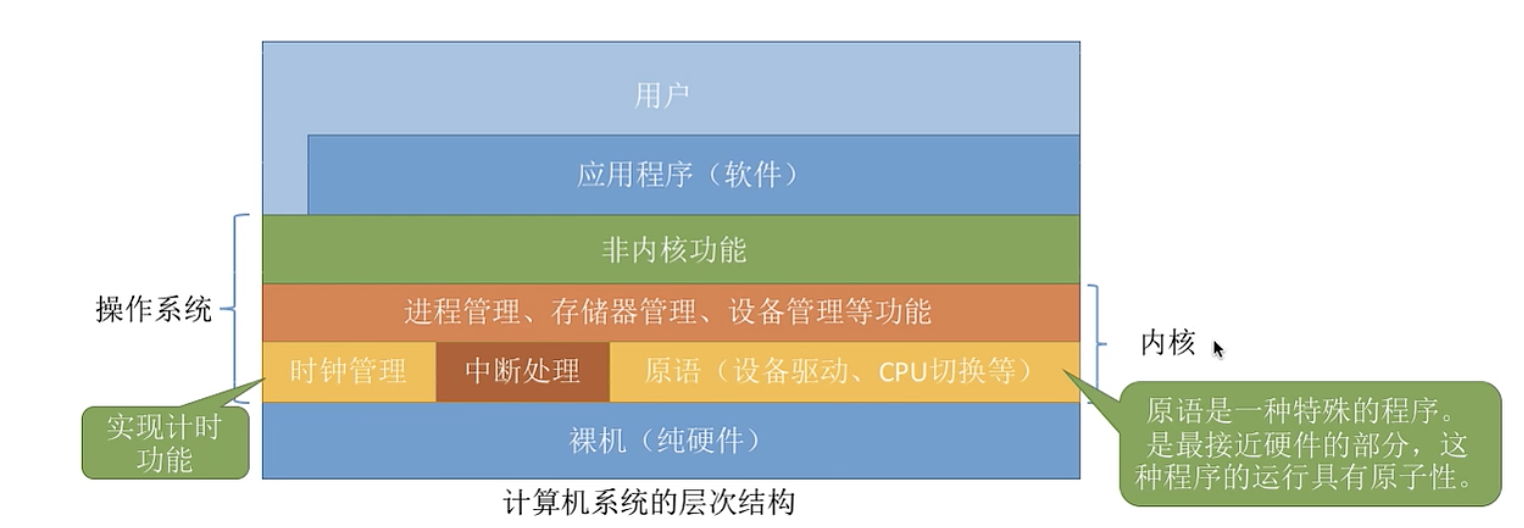 用户
应用程序（软件）
非内核功能
操作系统
进程管理、存储器管理、设备管理等功能
内核
时钟管理
中断处理
原语（设备驱动、CPU切换等）
实现计时
功能
原语是一种特殊的程序。
是最接近硬件的部分，这
种程序的运行具有原子性。
裸机（纯硬件）
计算机系统的层次结构